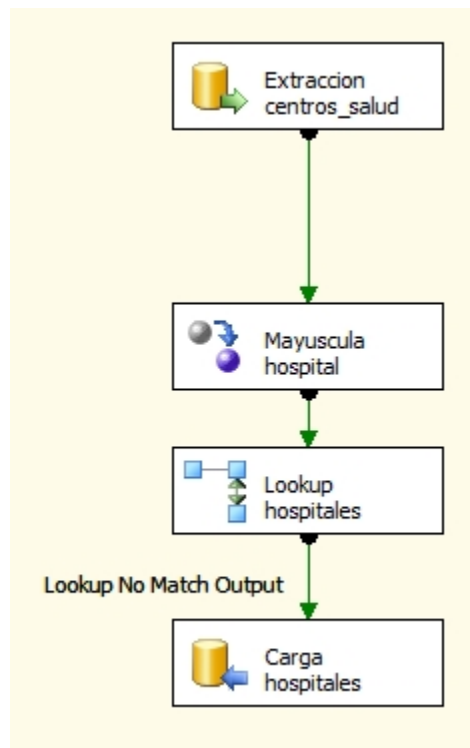 Extraccion
centros_salud
Mayuscula
hospital
Lookup
hospitales
Lookup No Match Output
Carga
hospitales